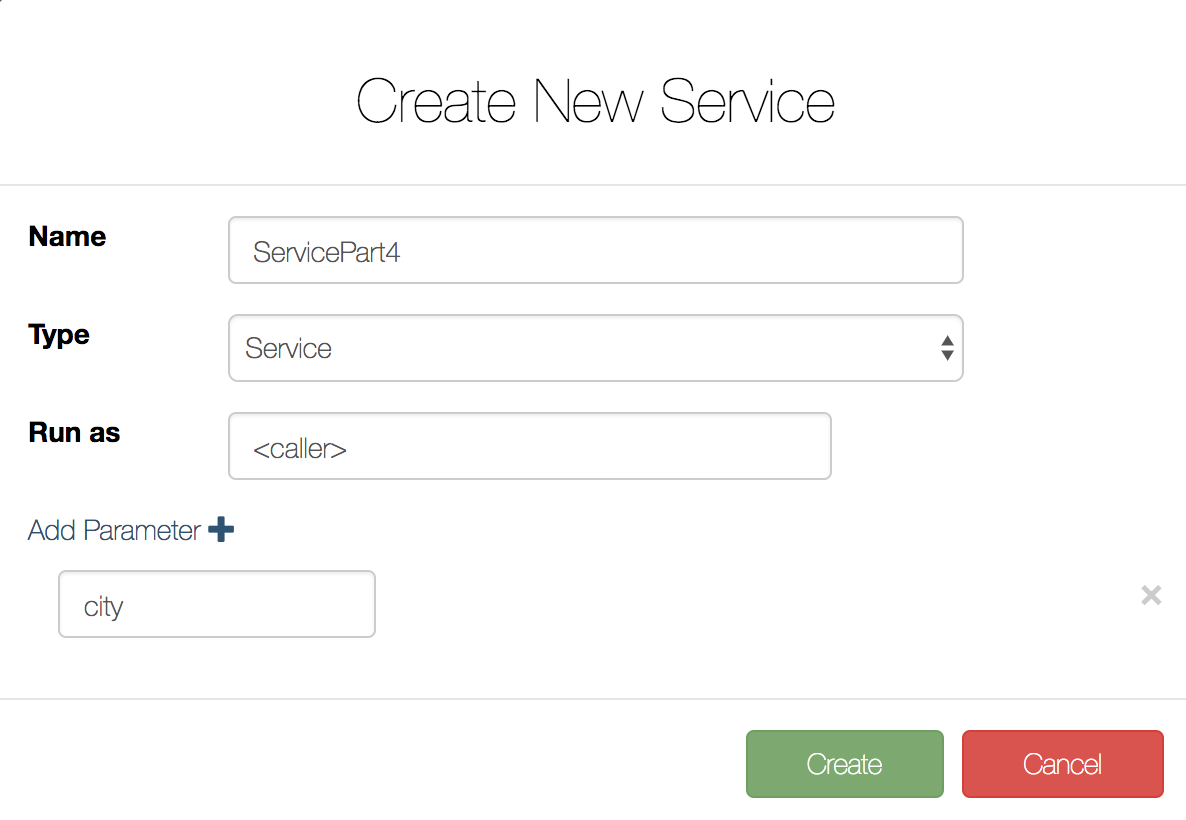 Create New Service
Name
ServicePart4
Type
Service
Run as
<caller>
Add Parameter
city
Create
Cancel